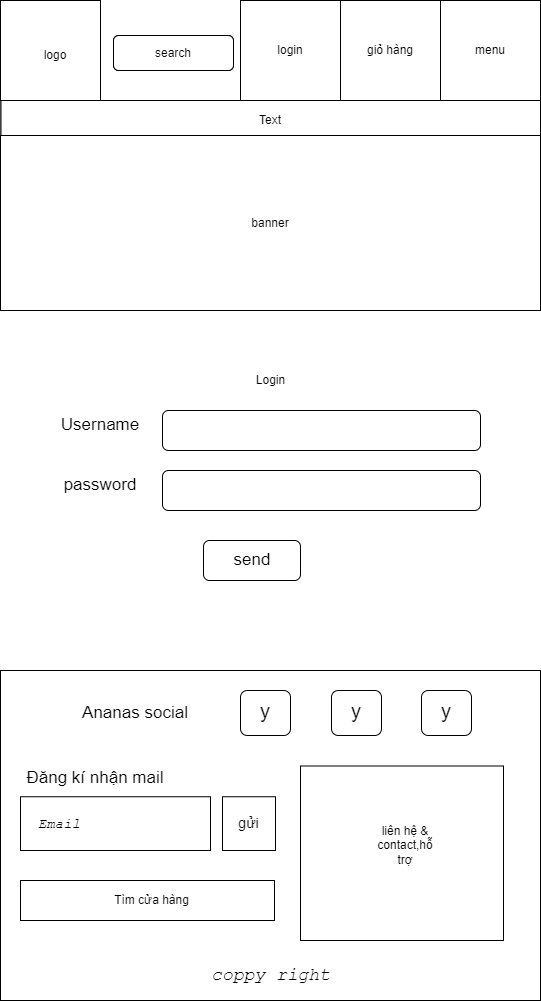 logo
search
login
giỏ hàng
menu
Text
banner
Login
Username
password
send
Ananas social
y
y
y
Đăng kí nhận mail
Email
gửi
liên hệ &
contact,hỗ
trợ
Tìm cửa hàng
coppy right